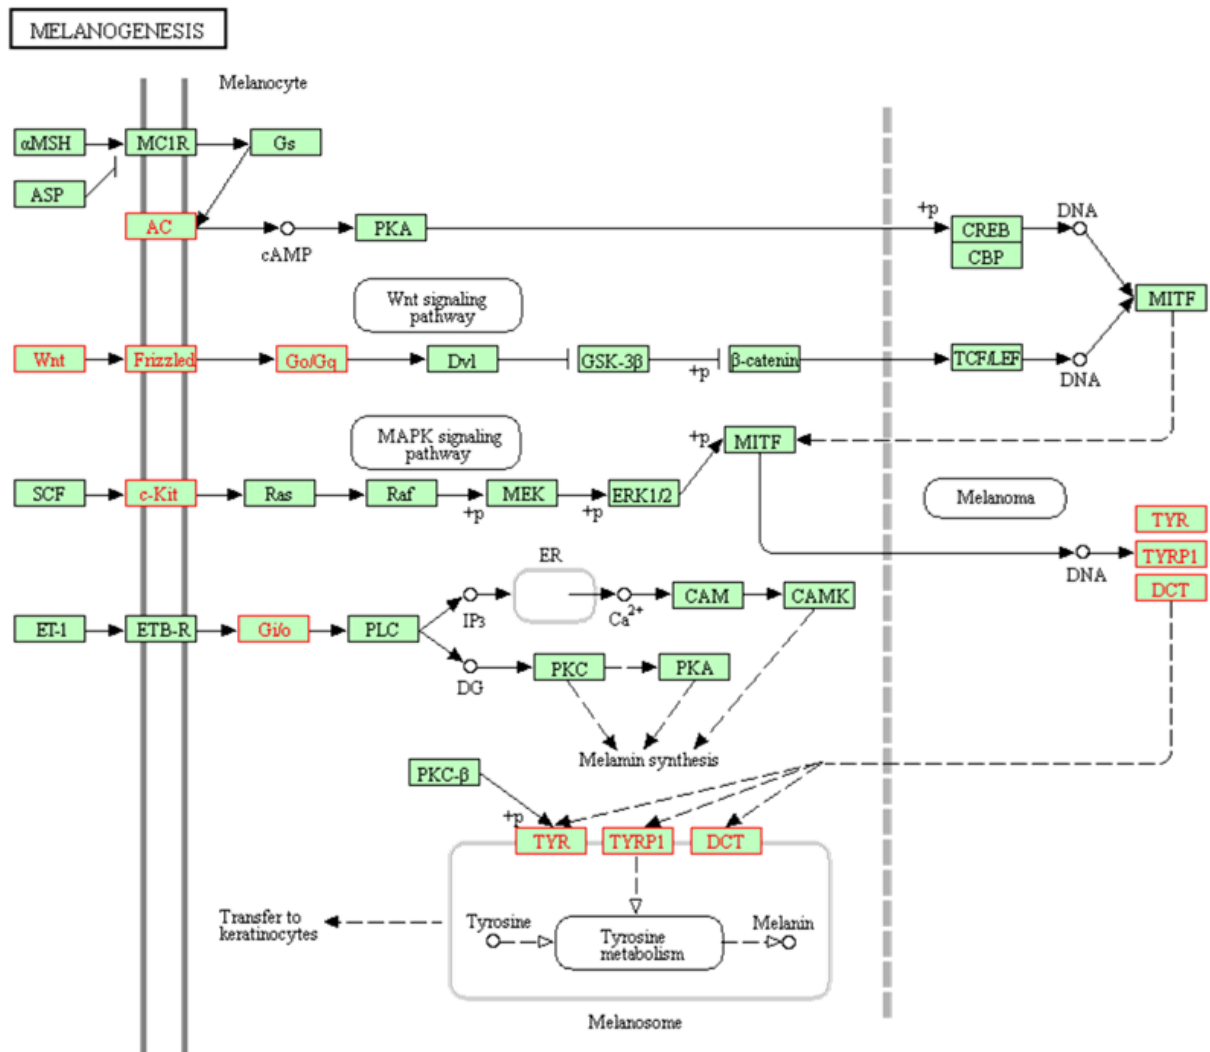 MELANOGENESIS
Melanocyte
αMSH
MC1R
Gs
ASP
AC
cAMP
PKA
+p
CREB
CBP
DNA
MITF
Wnt signaling
pathway
Wnt
Frizzled
Go/Gq
Dvl
GSK-3β
+p
β-catenin
TCF/LEF
DNA
MAPK signaling
pathway
+p
MITF
SCF
c-Kit
Ras
Raf
+p
MEK
+p
ERK1/2
Melanoma
TYR
TYRP1
DCT
DNA
ER
IP3
Ca2+
CAM
CAMK
ET-1
ETB-R
Gi/o
PLC
DG
PKC
PKA
Melamin synthesis
PKC-β
+p
TYR
TYRP1
DCT
Transfer to
keratinocytes
Tyrosine
Tyrosine
metabolism
Melanin
Melanosome